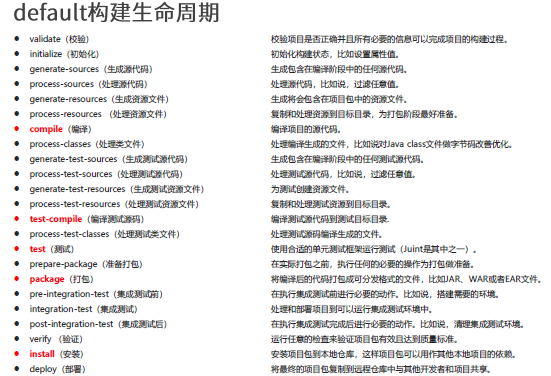 default构建生命周期
validate（校验） 校验项目是否正确并且所有必要的信息可以完成项目的构建过程。
initialize（初始化） 初始化构建状态，比如设置属性值。
generate-sources（生成源代码） 生成包含在编译阶段中的任何源代码。
process-sources（处理源代码） 处理源代码，比如说，过滤任意值。
generate-resources（生成资源文件） 生成将会包含在项目包中的资源文件。
process-resources （处理资源文件） 复制和处理资源到目标目录，为打包阶段最好准备。
compile（编译） 编译项目的源代码。
process-classes（处理类文件） 处理编译生成的文件，比如说对Java class文件做字节码改善优化。
generate-test-sources（生成测试源代码） 生成包含在编译阶段中的任何测试源代码。
process-test-sources（处理测试源代码） 处理测试源代码，比如说，过滤任意值。
generate-test-resources（生成测试资源文件） 为测试创建资源文件。
process-test-resources（处理测试资源文件） 复制和处理测试资源到目标目录。
test-compile（编译测试源码） 编译测试源代码到测试目标目录.
process-test-classes（处理测试类文件） 处理测试源码编译生成的文件。
test（测试） 使用合适的单元测试框架运行测试（Juint是其中之一）。
prepare-package（准备打包） 在实际打包之前，执行任何的必要的操作为打包做准备。
package（打包） 将编译后的代码打包成可分发格式的文件，比如JAR、WAR或者EAR文件。
pre-integration-test（集成测试前） 在执行集成测试前进行必要的动作。比如说，搭建需要的环境。
integration-test（集成测试） 处理和部署项目到可以运行集成测试环境中。
post-integration-test（集成测试后） 在执行集成测试完成后进行必要的动作。比如说，清理集成测试环境。
verify （验证） 运行任意的检查来验证项目包有效且达到质量标准。
install（安装） 安装项目包到本地仓库，这样项目包可以用作其他本地项目的依赖。
deploy（部署） 将最终的项目包复制到远程仓库中与其他开发者和项目共享。